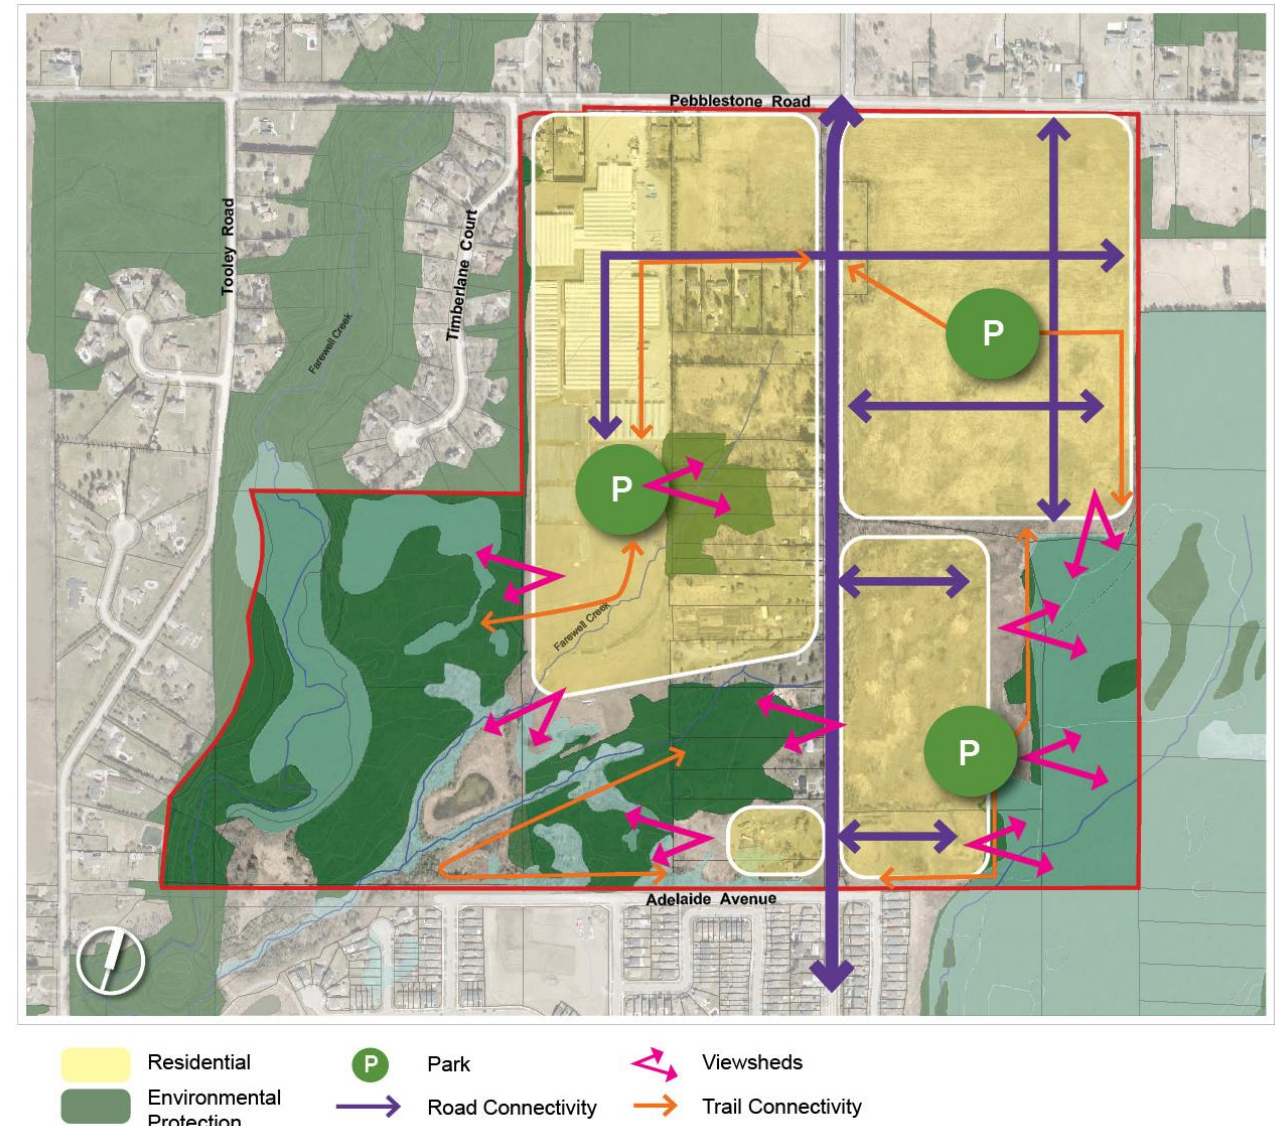 Pebblestone Road
Tooley Road
Timberlane Court
Farewell Creek
P
P
Farewell Creek
P
Adelaide Avenue
Residential
P
Park
Viewsheds
Environmental
Protection
Road Connectivity
Trail Connectivity